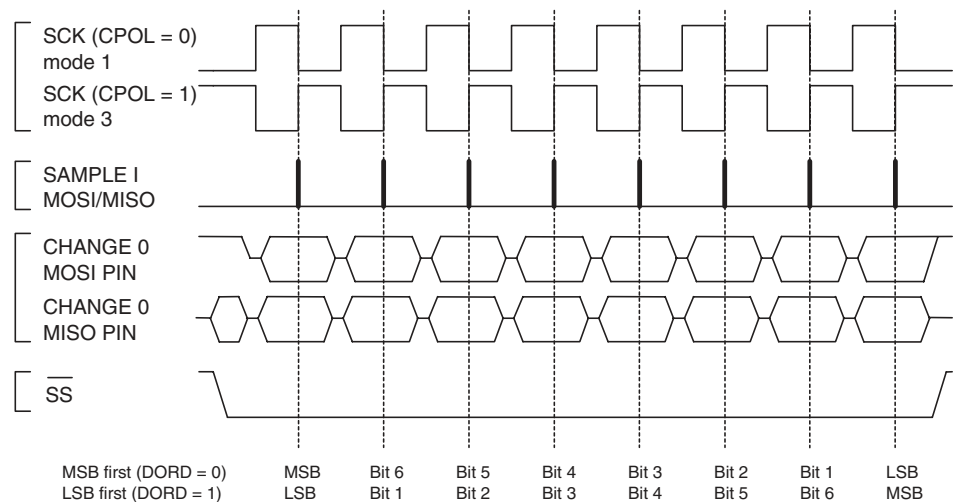 SCK (CPOL = 0)
mode 1
SCK (CPOL = 1)
mode 3
SAMPLE I
MOSI/MISO
CHANGE 0
MOSI PIN
CHANGE 0
MISO PIN
SS
MSB first (DORD = 0) MSB Bit 6 Bit 5 Bit 4 Bit 3 Bit 2 Bit 1 LSB
LSB first (DORD = 1) LSB Bit 1 Bit 2 Bit 3 Bit 4 Bit 5 Bit 6 MSB